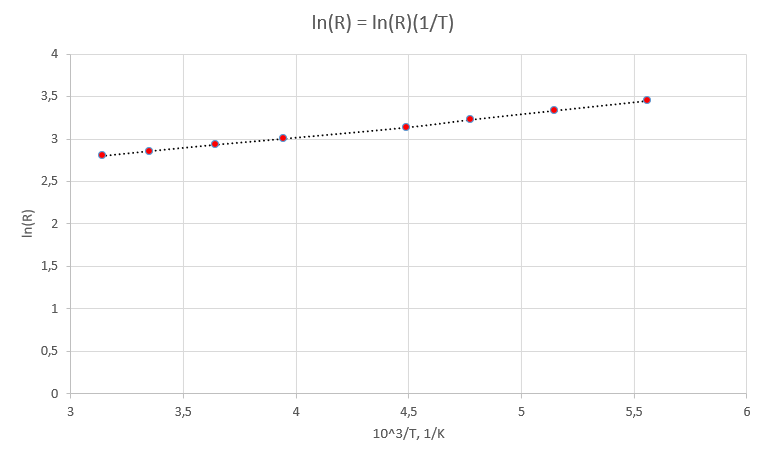 ln(R) = ln(R)(1/T)
4
3,5
3
2,5
2
1,5
1
0,5
0
ln(R)
3 3,5 4 4,5 5 5,5 6
10^3/T, 1/K